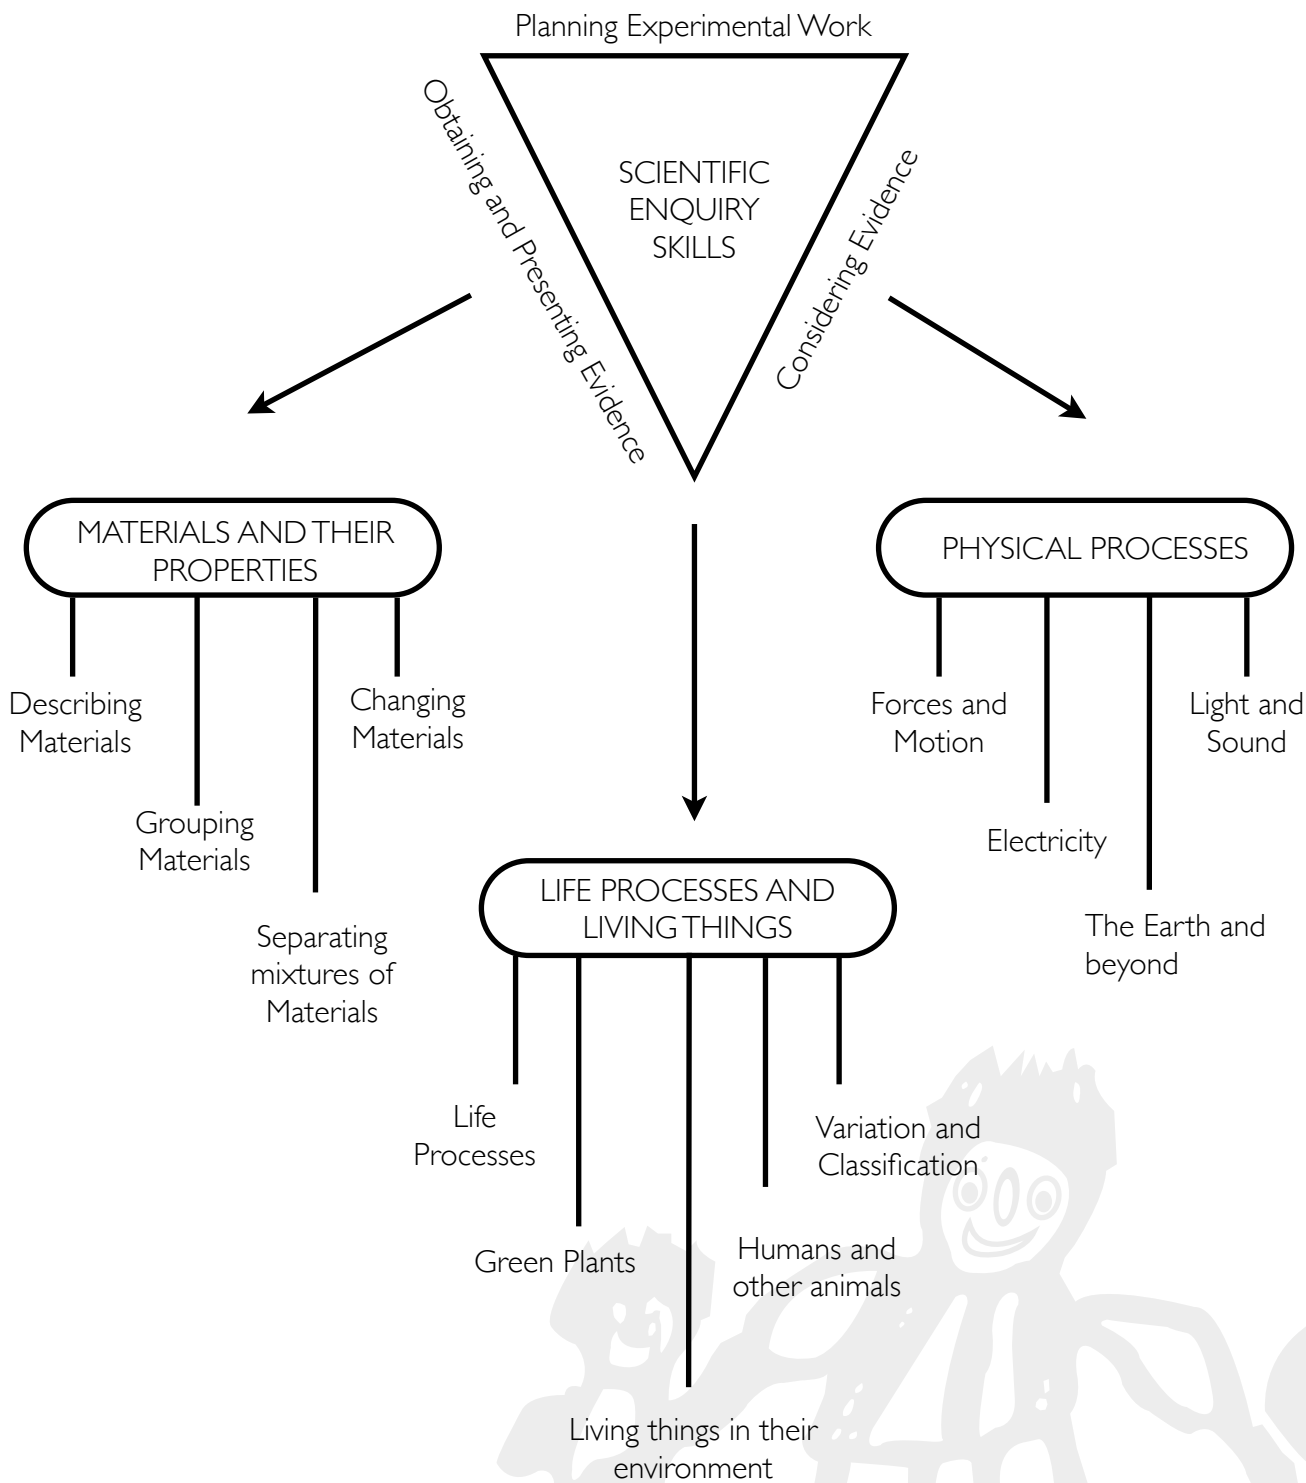 Planning Experimental Work
Obtaining and Presenting Evidence
SCIENTIFIC
ENQUIRY
SKILLS
Considering Evidence
MATERIALS AND THEIR
PROPERTIES
Describing
Materials
Grouping
Materials
Separating
mixtures of
Materials
Changing
Materials
PHYSICAL PROCESSES
Forces and
Motion
Electricity
The Earth and
beyond
Light and
Sound
LIFE PROCESSES AND
LIVING THINGS
Life
Processes
Green Plants
Living things in their
environment
Humans and
other animals
Variation and
Classification